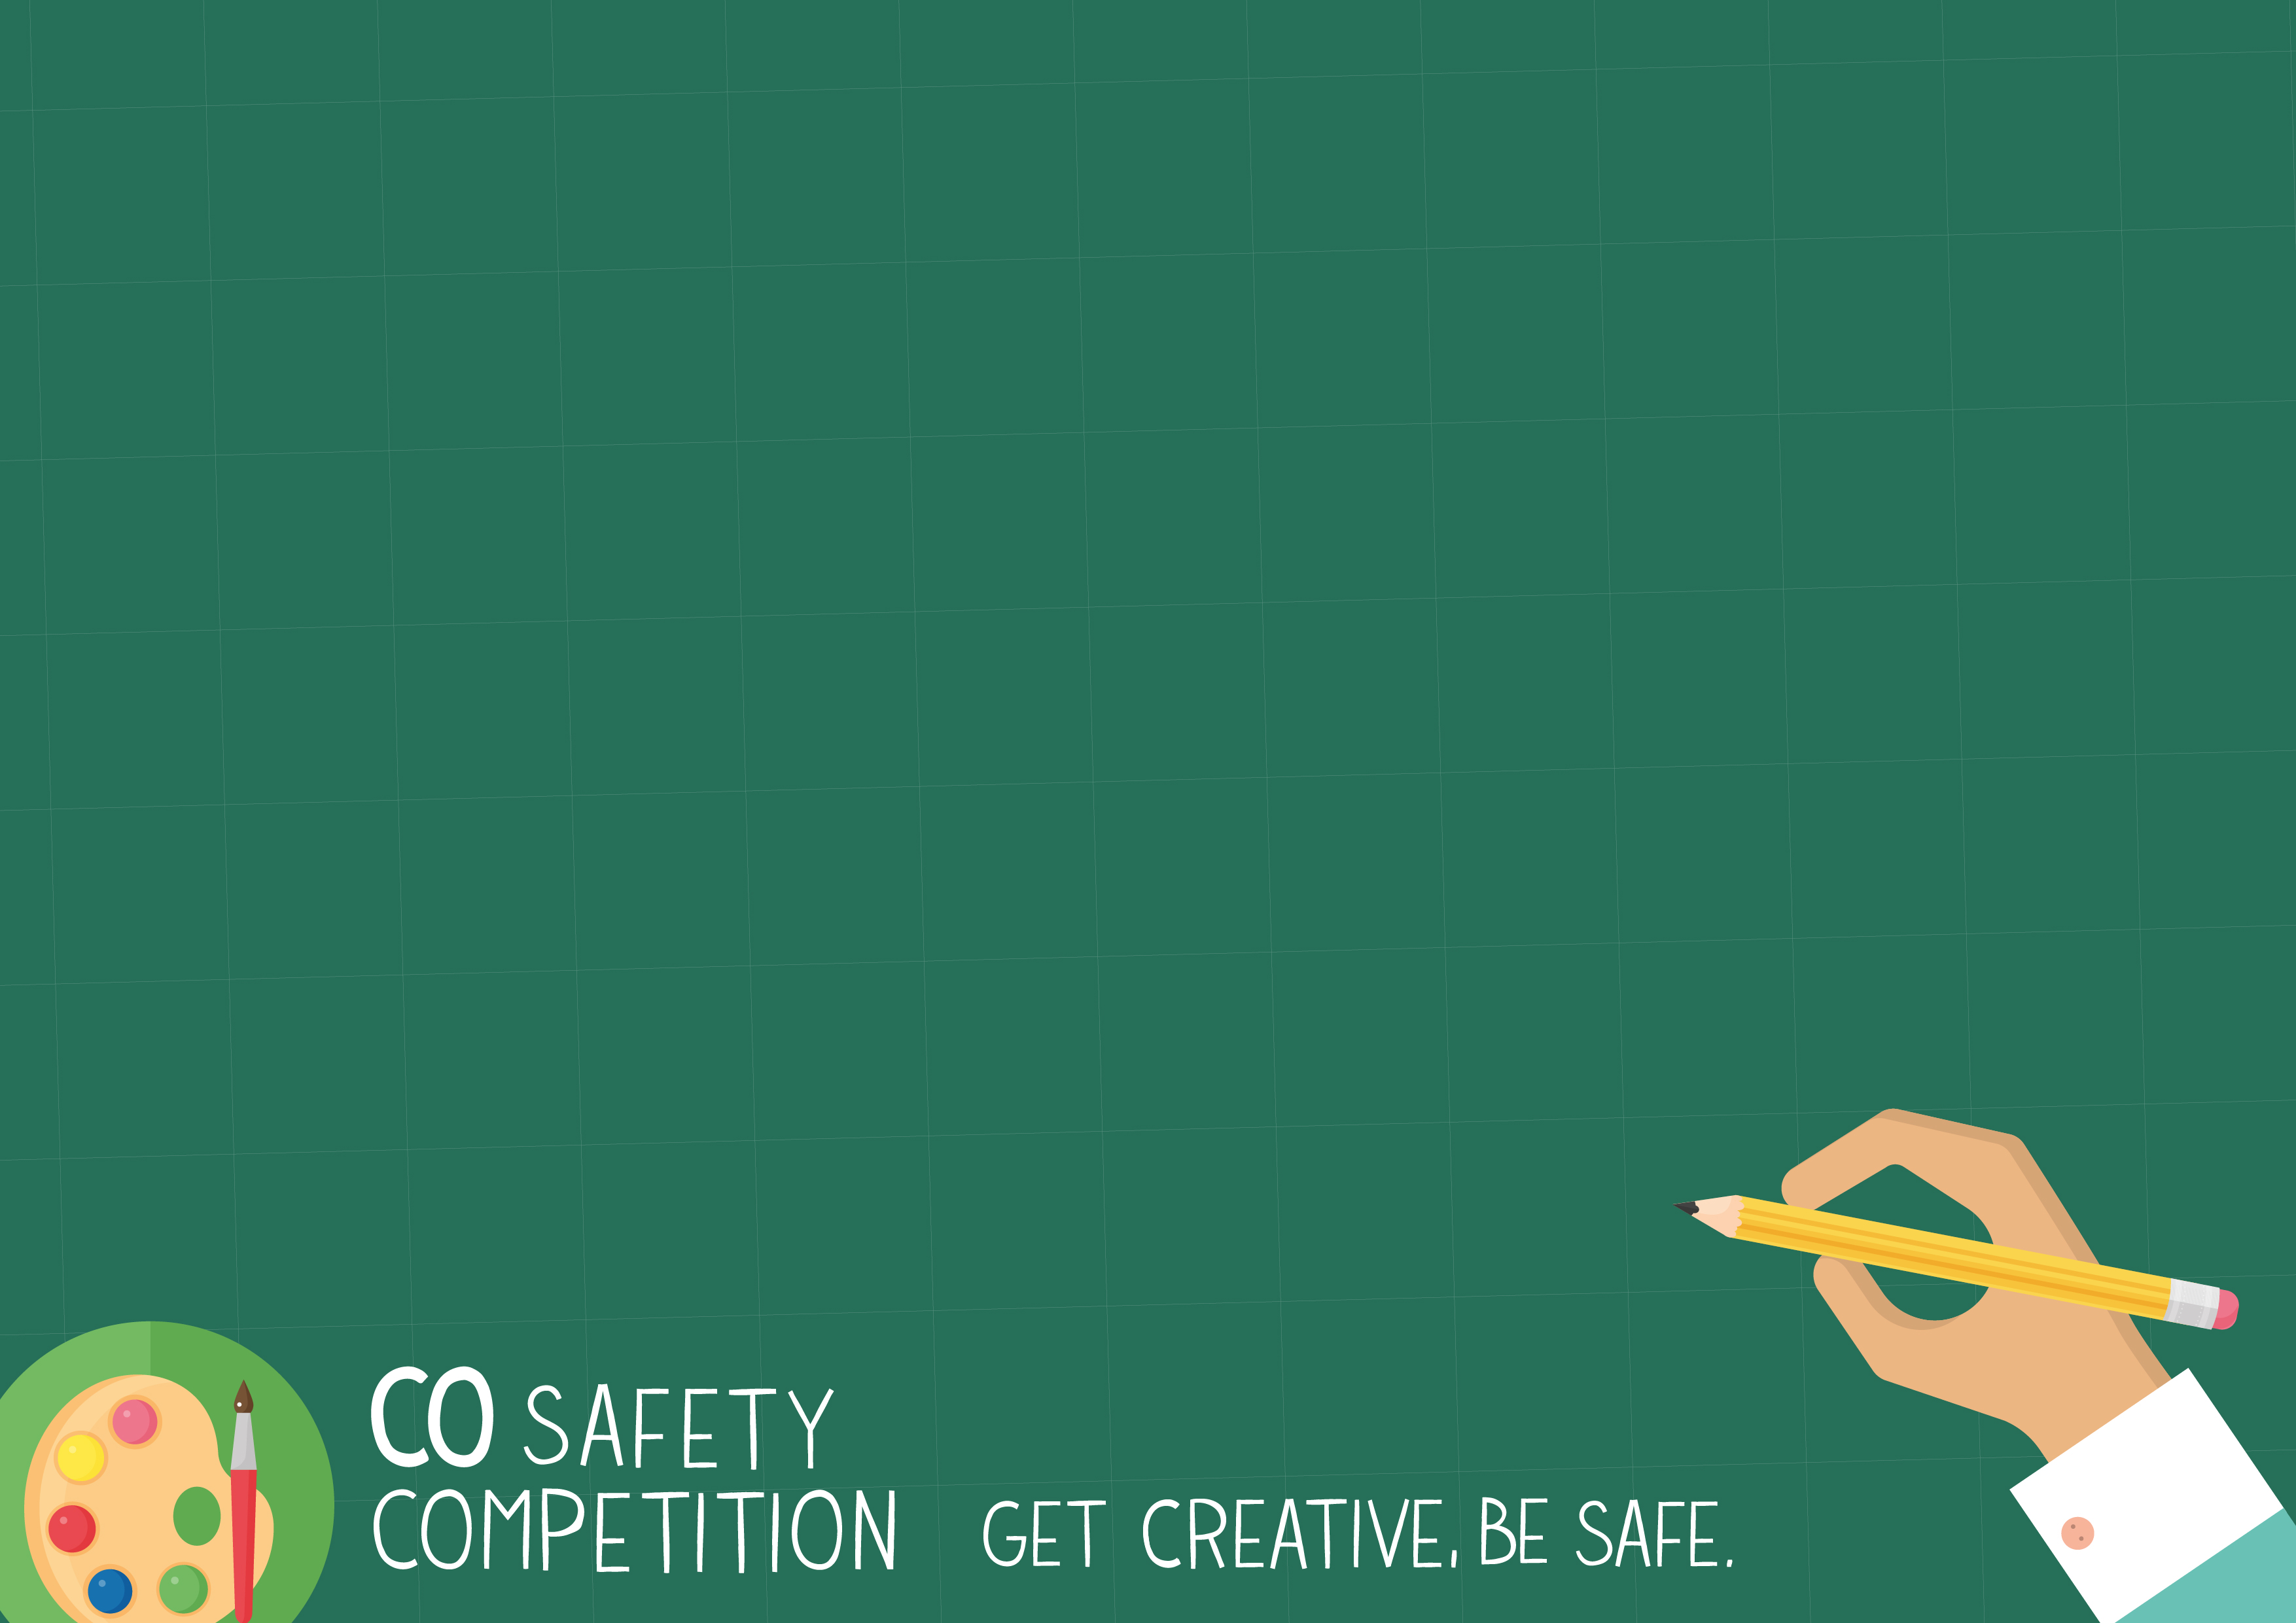 CO SAFETY
COMPETITION
GET CREATIVE. BE SAFE.